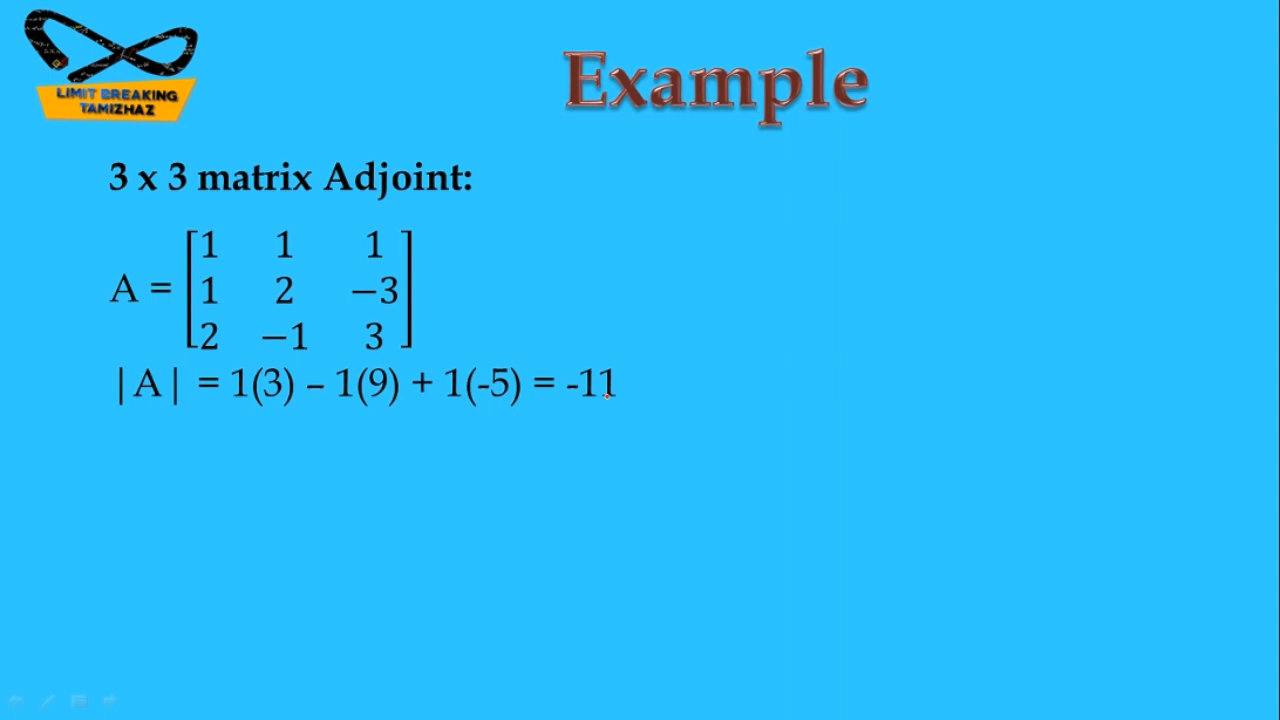 LIMIT BREAKING
TAMIZHAZ
Example
3 x 3 matrix Adjoint:
A = [1 1 1
1 2 −3
2 −1 3]
|A| = 1(3) – 1(9) + 1(-5) = -11